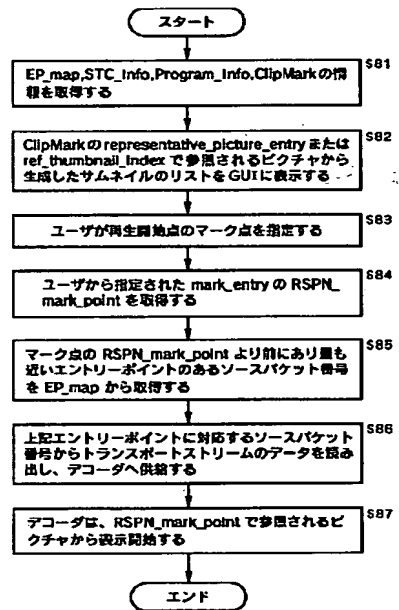 スタート
S81
EP_map,STC_Info,Program_Info,ClipMarkの情
報を取得する
S82
ClipMarkのrepresentative_picture_entryまたは
ref_thumbnail_indexで参照されるピクチャから
生成したサムネイルのリストをGUIに表示する
S83
ユーザが再生開始点のマーク点を指定する
S84
ユーザから指定されたmark_entryのRSPN_
mark_pointを取得する
S85
マーク点のRSPN_mark_pointより前にあり最も
近いエントリーポイントのあるソースパケット番号
をEP_mapから取得する
S86
上記エントリーポイントに対応するソースパケット
番号からトランスポートストリームのデータを読み
出し、デコーダへ供給する
S87
デコーダは、RSPN_mark_pointで参照されるピ
クチャから表示開始する
エンド